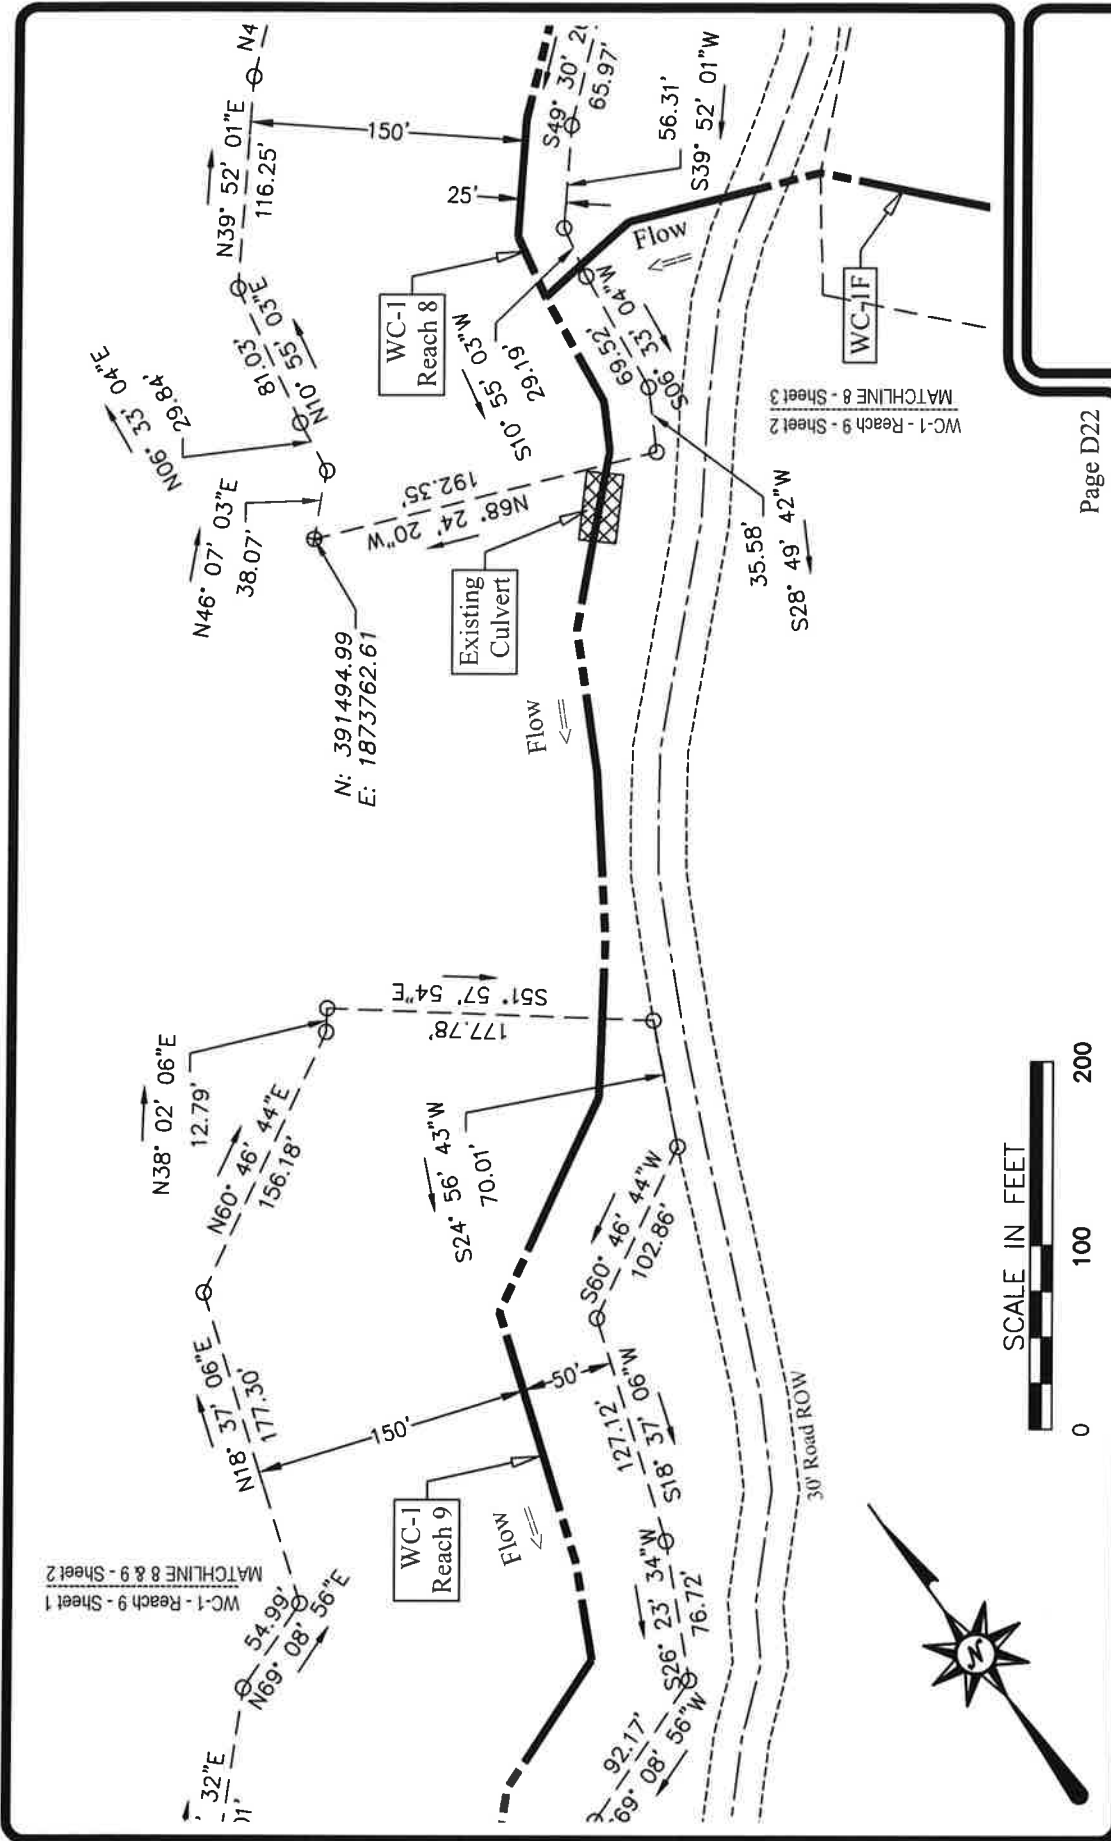 ' 32"E
01'
54.99'
N69° 08' 56"E
WC-1 - Reach 9 - Sheet 1
MATCHLINE 8 & 9 - Sheet 2
N18° 37' 06"E
177.30'
N60° 46' 44"E
156.18'
N38° 02' 06"E
12.79'
S51° 57' 54"E
177.78'
S24° 56' 43"W
70.01'
S60° 46' 44"W
102.86'
150'
50'
127.12'
S18° 37' 06"W
S26° 23' 34"W
76.72'
92.17'
69° 08' 56"W
WC-1
Reach 9
Flow
30' Road ROW
N: 391494.99
E: 1873762.61
N46° 07' 03"E
38.07'
N06° 33' 04"E
29.84'
81.03'
N10° 55' 03"E
N39° 52' 01"E
116.25'
N4
150'
25'
WC-1
Reach 8
S10° 55' 03"W
29.19'
N68° 24' 20"W
192.35'
Existing
Culvert
Flow
S49° 30' 2
65.97'
56.31'
S39° 52' 01"W
Flow
69.52'
S06° 33' 04"W
35.58'
S28° 49' 42"W
WC-1F
WC-1 - Reach 9 - Sheet 2
MATCHLINE 8 - Sheet 3
N
SCALE IN FEET
0 100 200
Page D22